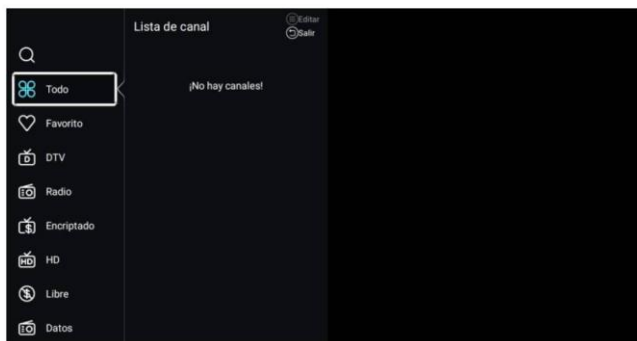 Lista de canal
Editar
Salir
Todo
¡No hay canales!
Favorito
DTV
Radio
Encriptado
HD
Libre
Datos